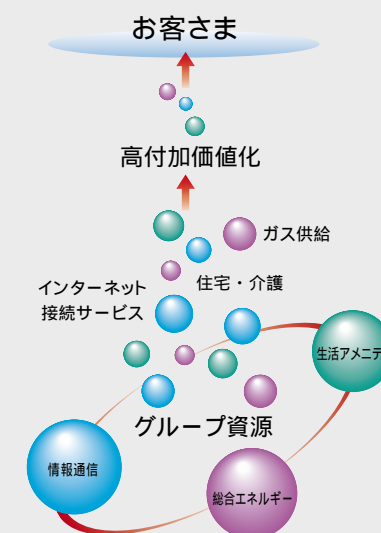 お客さま
高付加価値化
ガス供給
住宅・介護
インターネット
接続サービス
生活アメニテ
グループ資源
情報通信
総合エネルギー